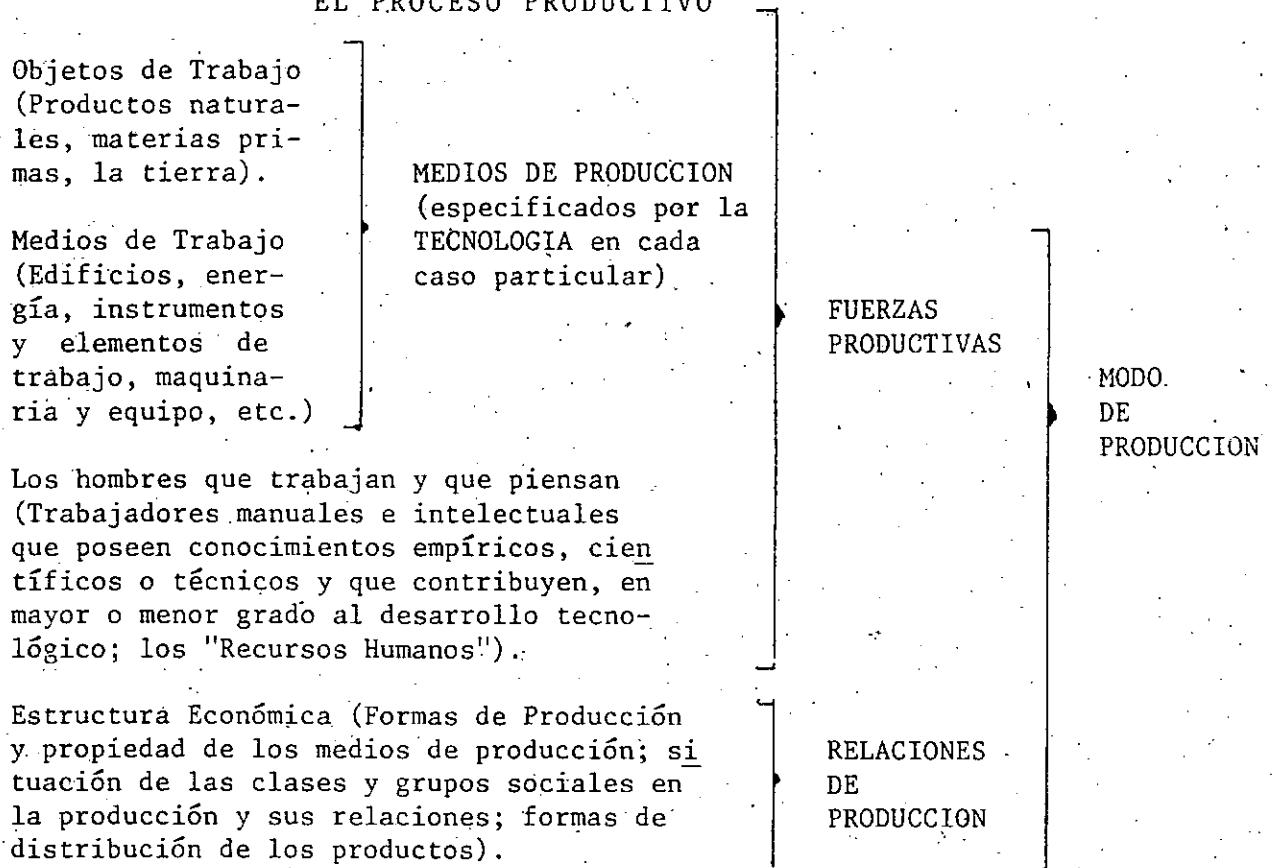 EL PROCESO PRODUCTIVO
Objetos de Trabajo
(Productos natura-
les, materias pri-
mas, la tierra).
Medios de Trabajo
(Edificios, ener-
gía, instrumentos
y elementos de
trabajo, maquina-
ria y equipo, etc.)
MEDIOS DE PRODUCCION
(especificados por la
TECNOLOGIA en cada
caso particular)
Los hombres que trabajan y que piensan
(Trabajadores manuales e intelectuales
que poseen conocimientos empíricos, cien
tíficos o técnicos y que contribuyen, en
mayor o menor grado al desarrollo tecno-
lógico; los "Recursos Humanos").
FUERZAS
PRODUCTIVAS
Estructura Económica (Formas de Producción
y propiedad de los medios de producción; si
tuación de las clases y grupos sociales en
la producción y sus relaciones; formas de
distribución de los productos).
RELACIONES
DE
PRODUCCION
MODO
DE
PRODUCCION